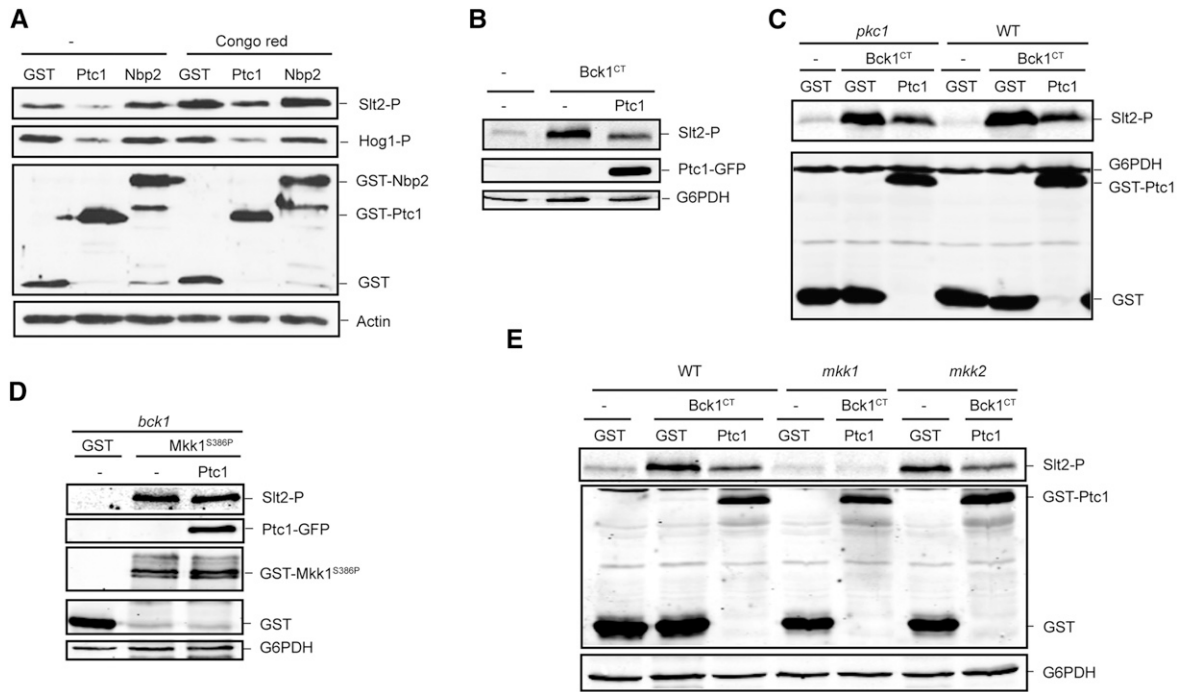 A
- Congo red
GST Ptc1 Nbp2 GST Ptc1 Nbp2
Slt2-P
Hog1-P
GST-Nbp2
GST-Ptc1
GST
Actin
B
- Bck1CT
- - Ptc1
Slt2-P
Ptc1-GFP
G6PDH
C
pkc1 WT
- Bck1CT - Bck1CT
GST GST Ptc1 GST GST Ptc1
Slt2-P
G6PDH
GST-Ptc1
GST
D
bck1
GST Mkk1S386P
- - Ptc1
Slt2-P
Ptc1-GFP
GST-Mkk1S386P
GST
G6PDH
E
WT mkk1 mkk2
- Bck1CT - Bck1CT - Bck1CT
GST GST Ptc1 GST Ptc1 GST Ptc1
Slt2-P
GST-Ptc1
GST
G6PDH